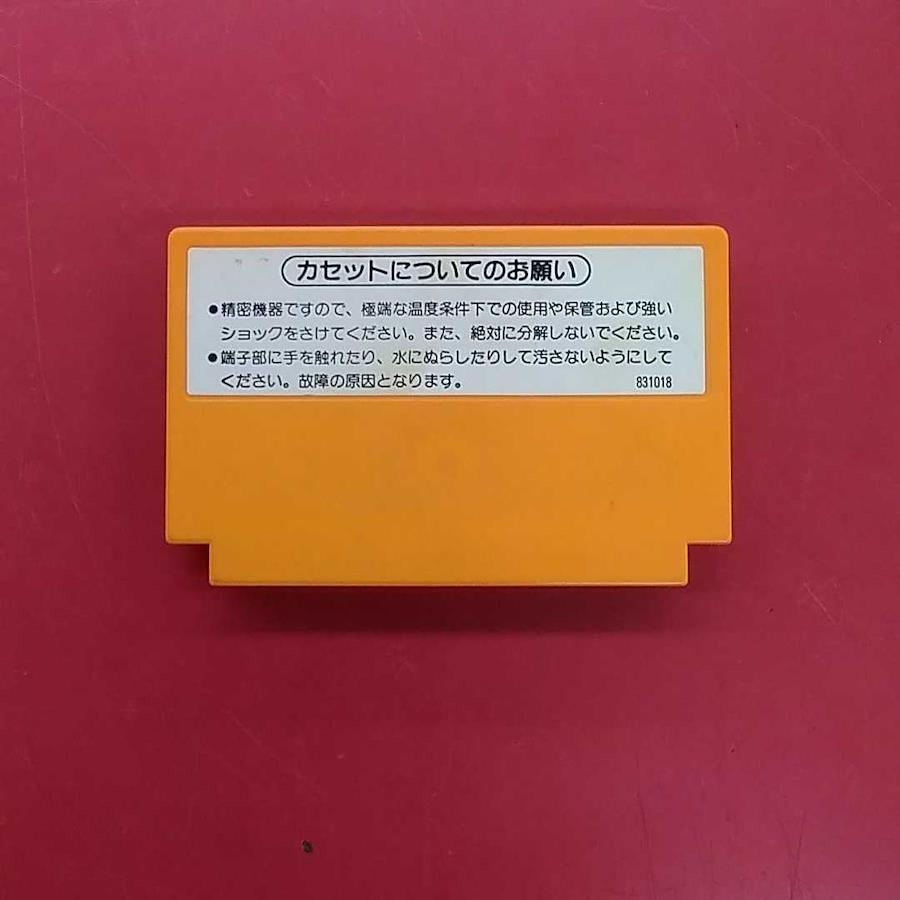 カセットについてのお願い
●精密機器ですので、極端な温度条件下での使用や保管および強い
ショックをさけてください。また、絶対に分解しないでください。
●端子部に手を触れたり、水にぬらしたりして汚さないようにして
ください。故障の原因となります。 831018